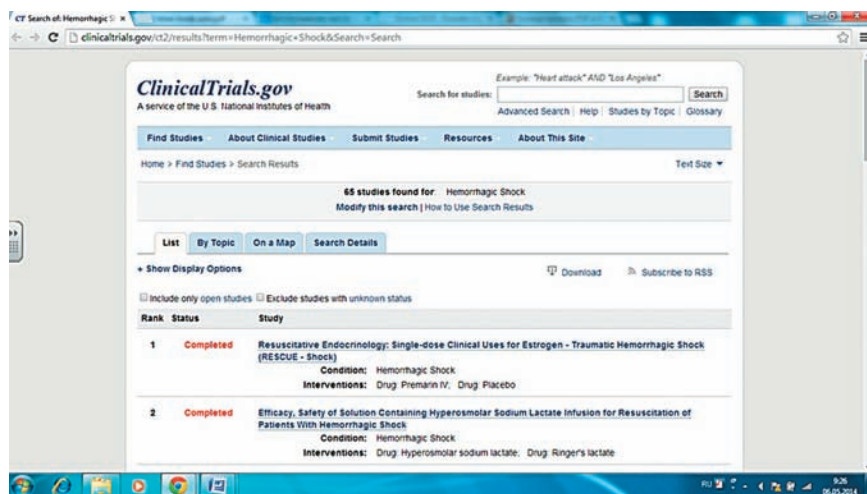 CT Search of: Hemorrhagic S ×
clinicaltrials.gov/ct2/results?term=Hemorrhagic+Shock&Search=Search
ClinicalTrials.gov
A service of the U.S. National Institutes of Health
Example: "Heart attack" AND "Los Angeles"
Search for studies:
Search
Advanced Search | Help | Studies by Topic | Glossary
Find Studies About Clinical Studies Submit Studies Resources About This Site
Home > Find Studies > Search Results
Text Size
65 studies found for: Hemorrhagic Shock
Modify this search | How to Use Search Results
List By Topic On a Map Search Details
+ Show Display Options
Download Subscribe to RSS
Include only open studies Exclude studies with unknown status
Rank Status Study
1 Completed Resuscitative Endocrinology: Single-dose Clinical Uses for Estrogen - Traumatic Hemorrhagic Shock
(RESCUE - Shock)
Condition: Hemorrhagic Shock
Interventions: Drug: Premarin IV; Drug: Placebo
2 Completed Efficacy, Safety of Solution Containing Hyperosmolar Sodium Lactate Infusion for Resuscitation of
Patients With Hemorrhagic Shock
Condition: Hemorrhagic Shock
Interventions: Drug: Hyperosmolar sodium lactate; Drug: Ringer's lactate
RU
9:26
06.05.2014